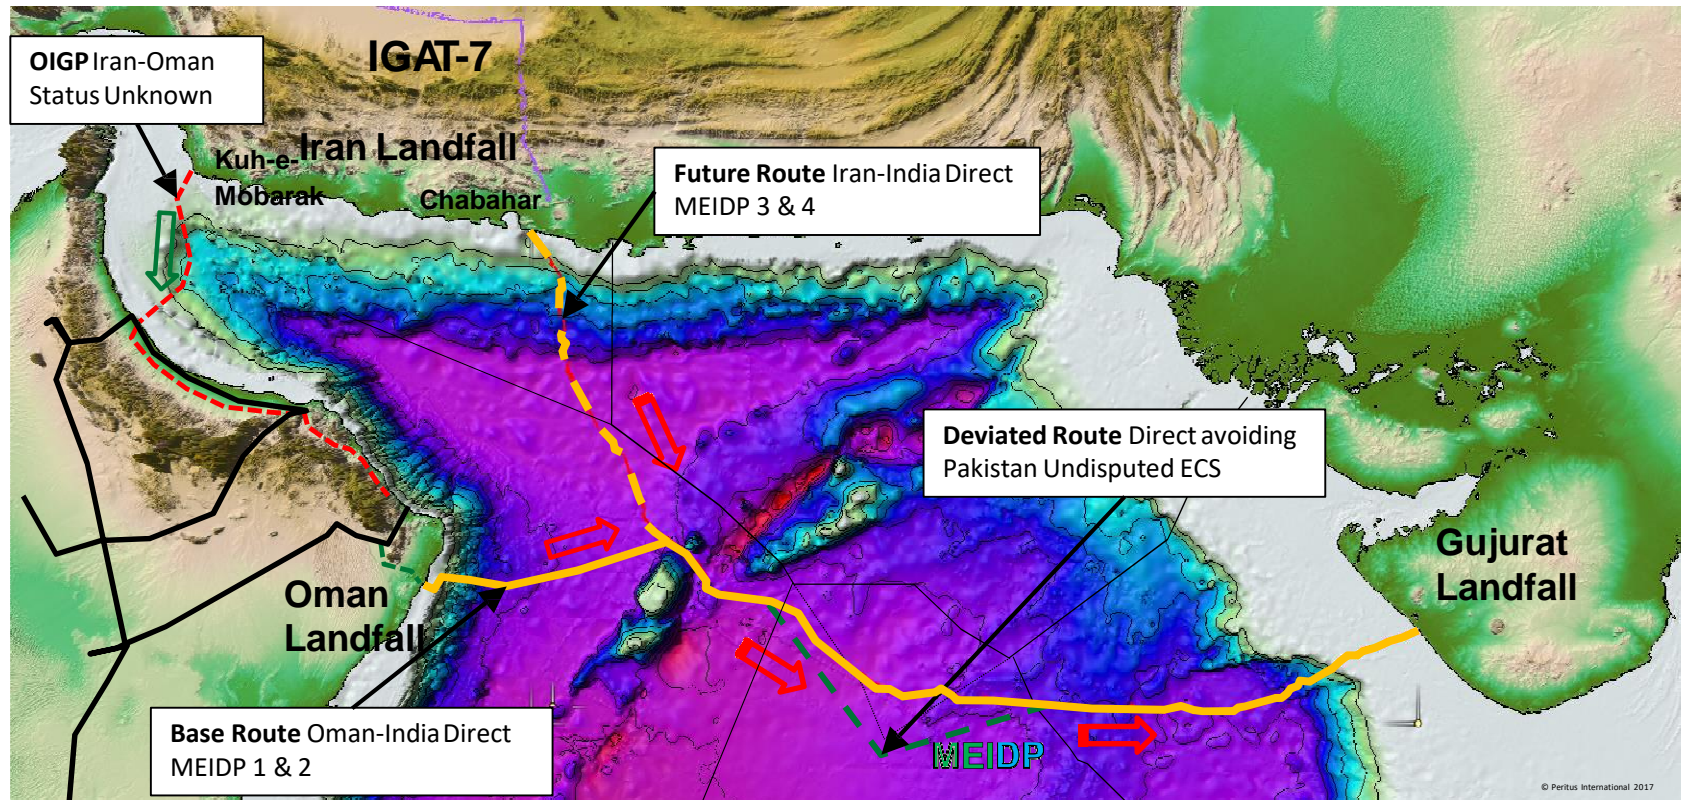 IGAT-7
OIGP Iran-Oman
Status Unknown
Iran Landfall
Kuh-e-
Mobarak
Chabahar
Future Route Iran-India Direct
MEIDP 3 & 4
Deviated Route Direct avoiding
Pakistan Undisputed ECS
Gujurat
Landfall
Oman
Landfall
Base Route Oman-India Direct
MEIDP 1 & 2
MEIDP
© Peritus International 2017